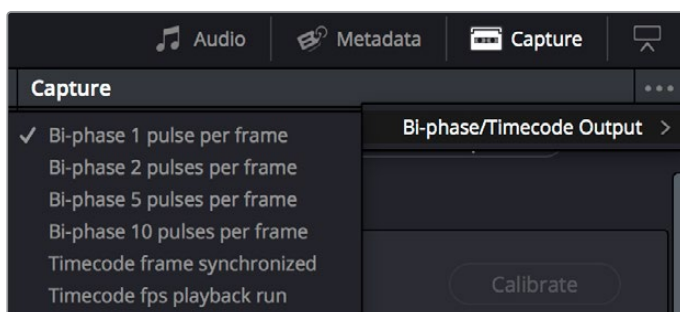 Audio
Metadata
Capture
Capture
Bi-phase/Timecode Output >
✓ Bi-phase 1 pulse per frame
Bi-phase 2 pulses per frame
Bi-phase 5 pulses per frame
Bi-phase 10 pulses per frame
Timecode frame synchronized
Timecode fps playback run
Calibrate